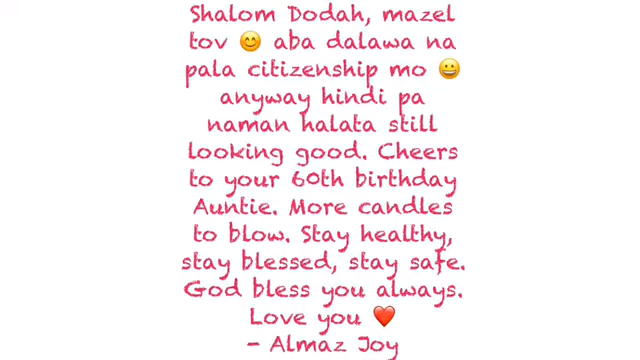 Shalom Dodah, mazel
tov 😊 aba dalawa na
pala citizenship mo 😀
anyway hindi pa
naman halata still
looking good. Cheers
to your 60th birthday
Auntie. More candles
to blow. Stay healthy,
stay blessed, stay safe.
God bless you always.
Love you ❤️
- Almaz Joy